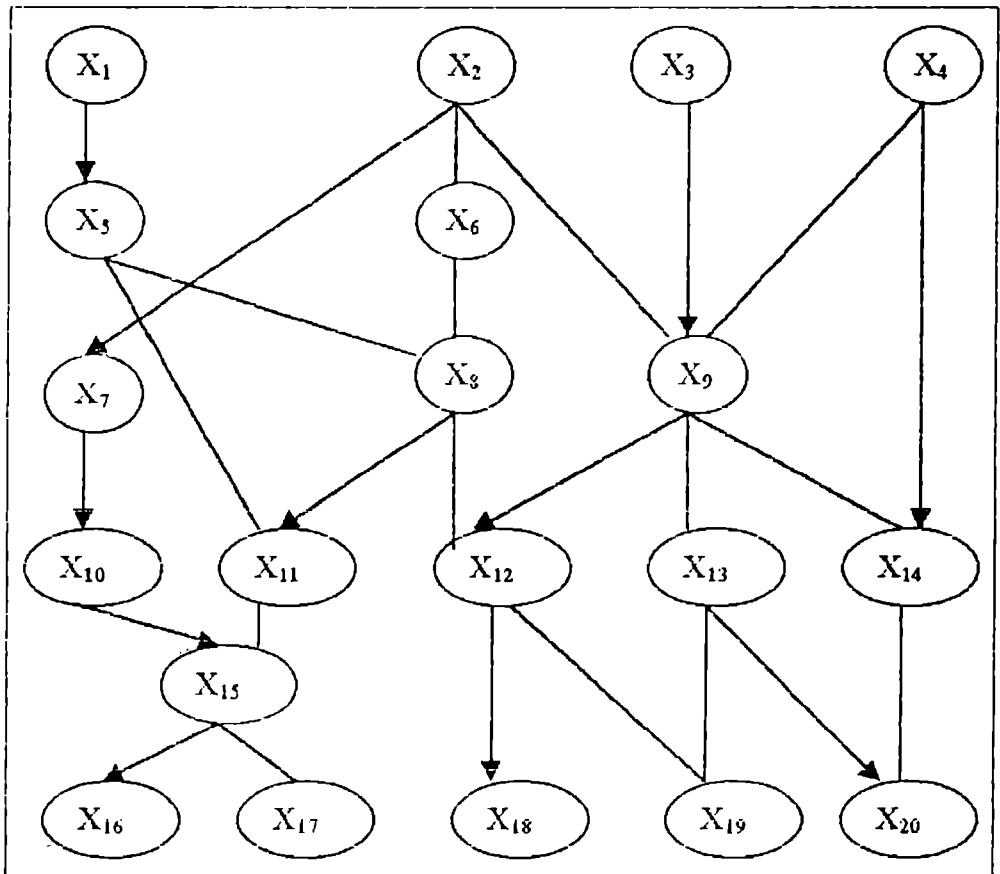 X₁ X₂ X₃ X₄
X₅ X₆
X₈ X₉
X₇
X₁₀ X₁₁ X₁₂ X₁₃ X₁₄
X₁₅
X₁₆ X₁₇ X₁₈ X₁₉ X₂₀